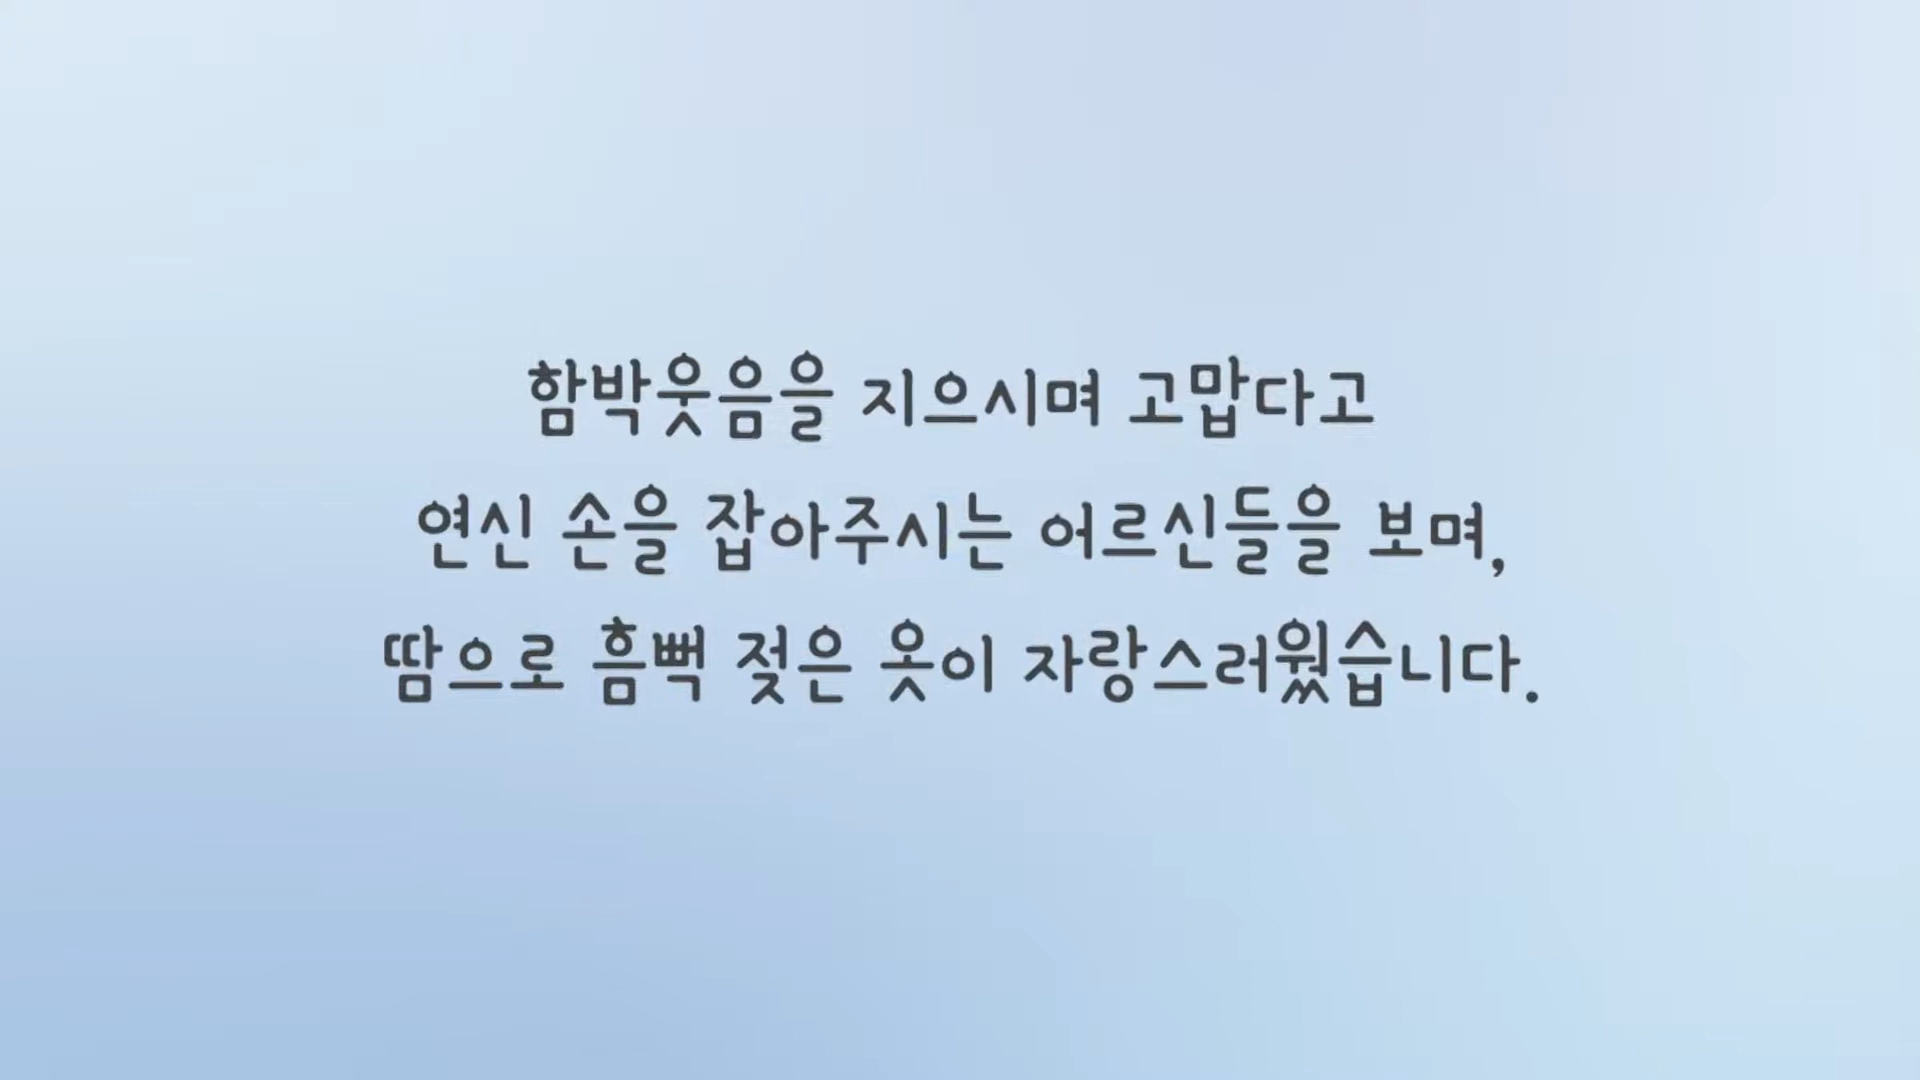 함박웃음을 지으시며 고맙다고
연신 손을 잡아주시는 어르신들을 보며,
땀으로 흠뻑 젖은 옷이 자랑스러웠습니다.